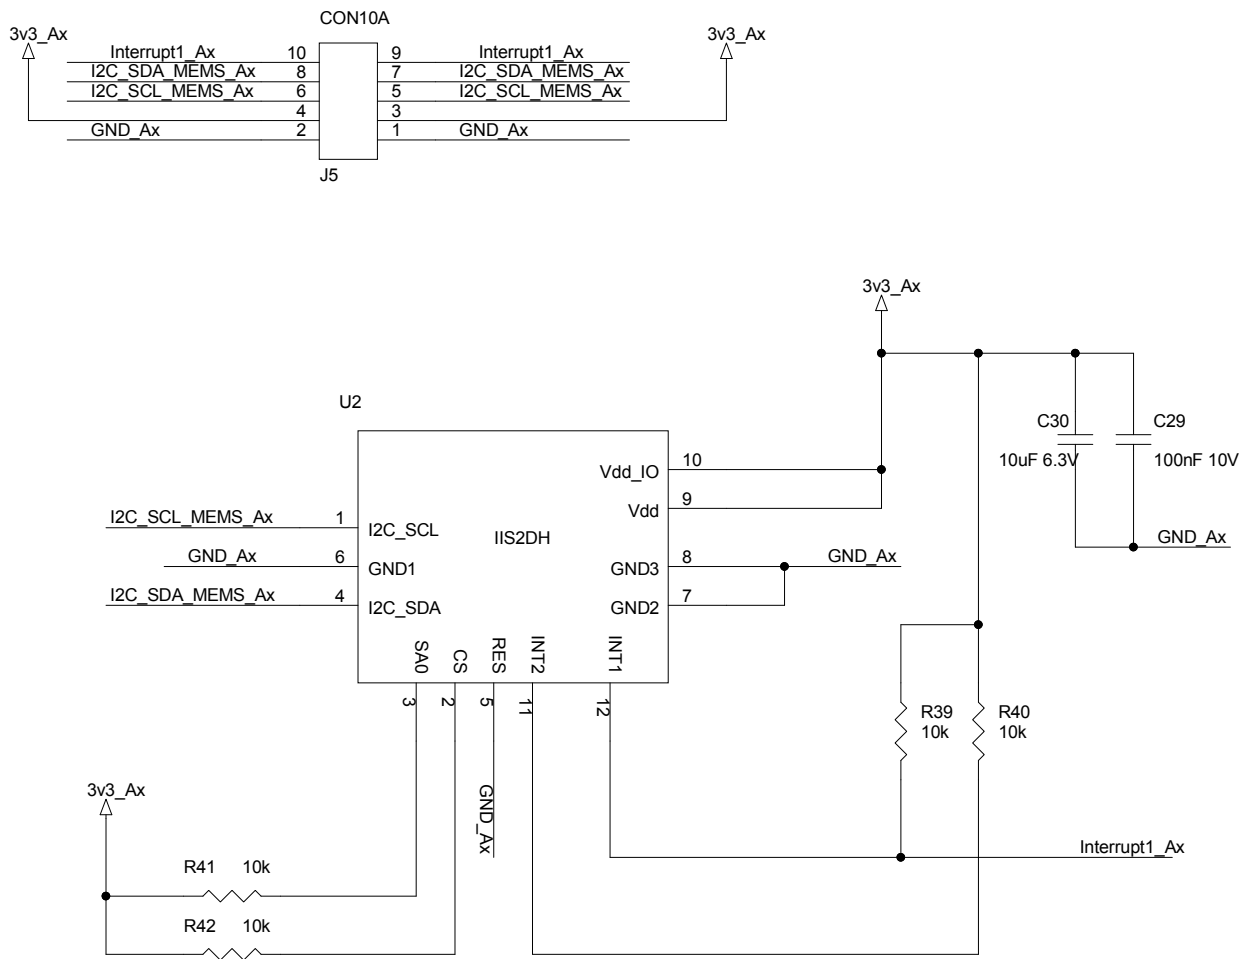 CON10A
3v3_Ax
3v3_Ax
Interrupt1_Ax 10 9 Interrupt1_Ax
I2C_SDA_MEMS_Ax 8 7 I2C_SDA_MEMS_Ax
I2C_SCL_MEMS_Ax 6 5 I2C_SCL_MEMS_Ax
4 3
GND_Ax 2 1 GND_Ax
J5
3v3_Ax
U2
C30
C29
10uF 6.3V
100nF 10V
Vdd_IO 10
Vdd 9
I2C_SCL_MEMS_Ax 1 I2C_SCL
IIS2DH
GND_Ax
GND_Ax 6 GND1
GND3 8 GND_Ax
I2C_SDA_MEMS_Ax 4 I2C_SDA
GND2 7
SA0
CS
RES
INT2
INT1
3
2
5
11
12
R39
10k
R40
10k
3v3_Ax
GND_Ax
Interrupt1_Ax
R41 10k
R42 10k